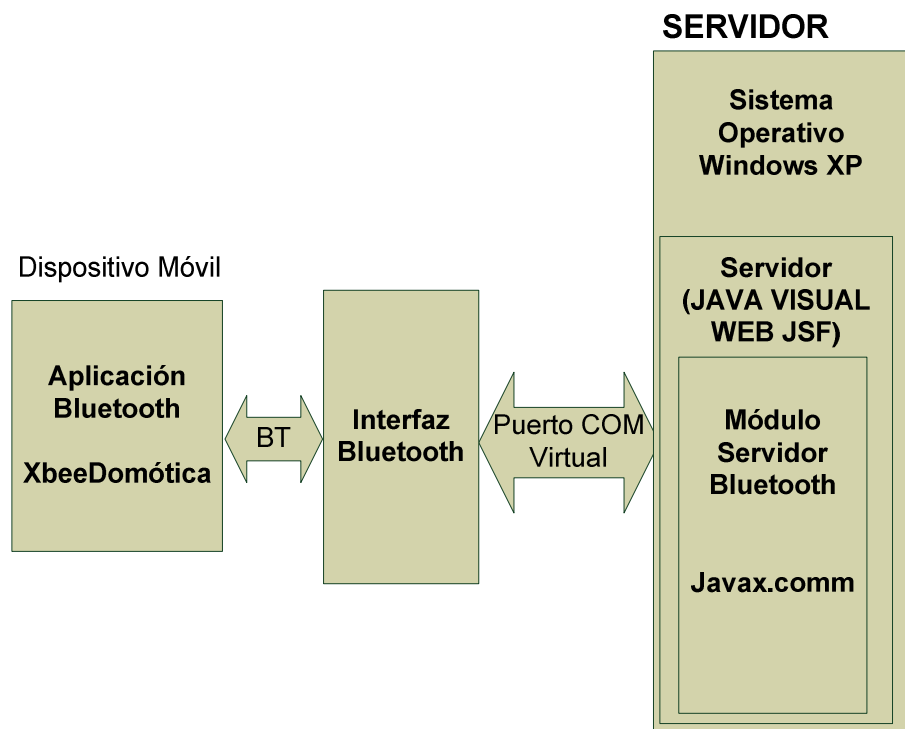 SERVIDOR
Sistema
Operativo
Windows XP
Servidor
(JAVA VISUAL
WEB JSF)
Módulo
Servidor
Bluetooth
Javax.comm
Dispositivo Móvil
Aplicación
Bluetooth
XbeeDomótica
BT
Interfaz
Bluetooth
Puerto COM
Virtual